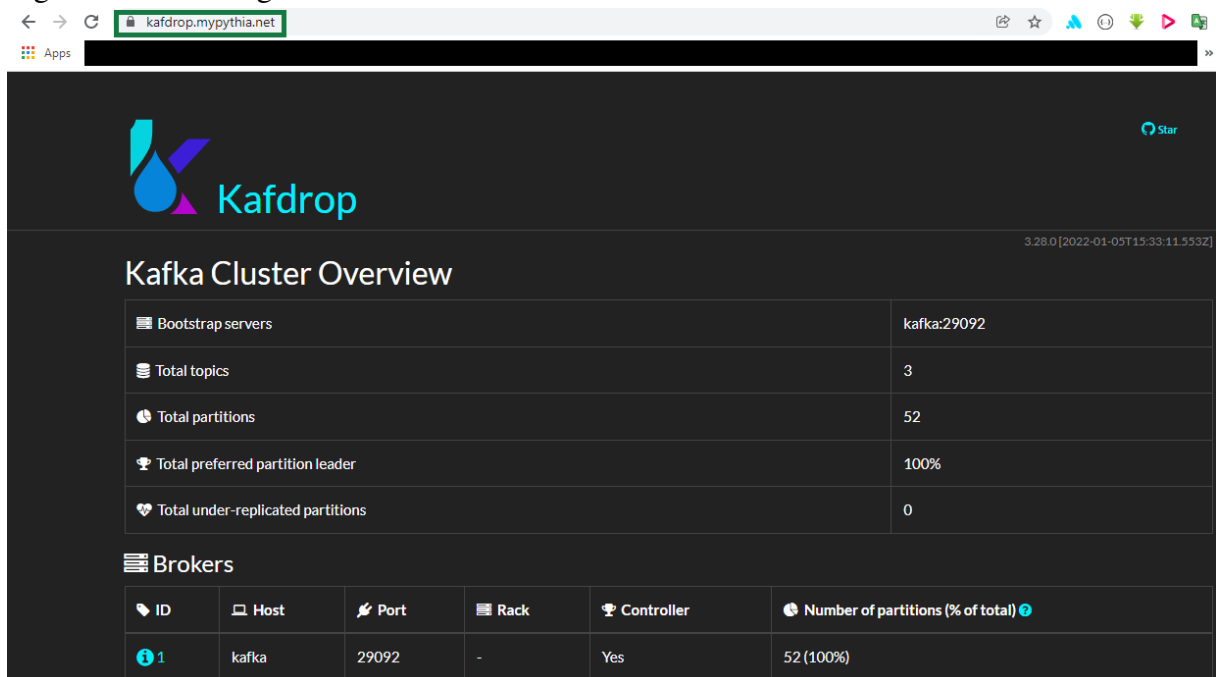 kafdrop.mypythia.net
Apps
»
Star
Kafdrop
3.28.0 [2022-01-05T15:33:11.553Z]
Kafka Cluster Overview
Bootstrap servers kafka:29092
Total topics 3
Total partitions 52
Total preferred partition leader 100%
Total under-replicated partitions 0
Brokers
ID Host Port Rack Controller Number of partitions (% of total)
1 kafka 29092 - Yes 52 (100%)